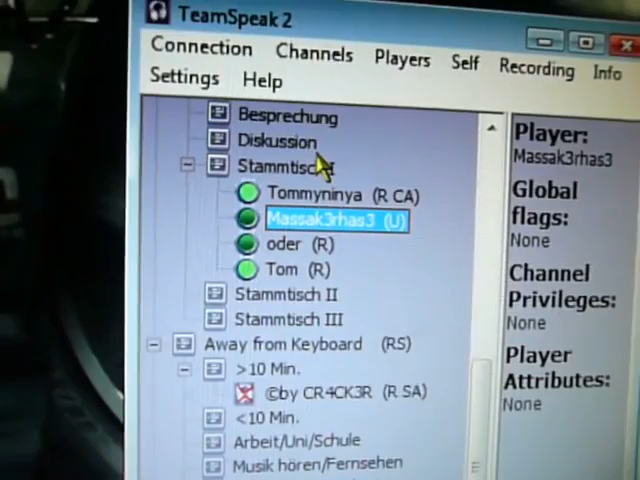 TeamSpeak 2
Connection Channels Players Self Recording Info
Settings Help
Besprechung
Diskussion
Stammtisch I
Tommyninya (R CA)
Massak3rhas3 (U)
oder (R)
Tom (R)
Stammtisch II
Stammtisch III
Away from Keyboard (RS)
>10 Min.
©by CR4CK3R (R SA)
<10 Min.
Arbeit/Uni/Schule
Musik hören/Fernsehen
Player:
Massak3rhas3
Global
flags:
None
Channel
Privileges:
None
Player
Attributes:
None